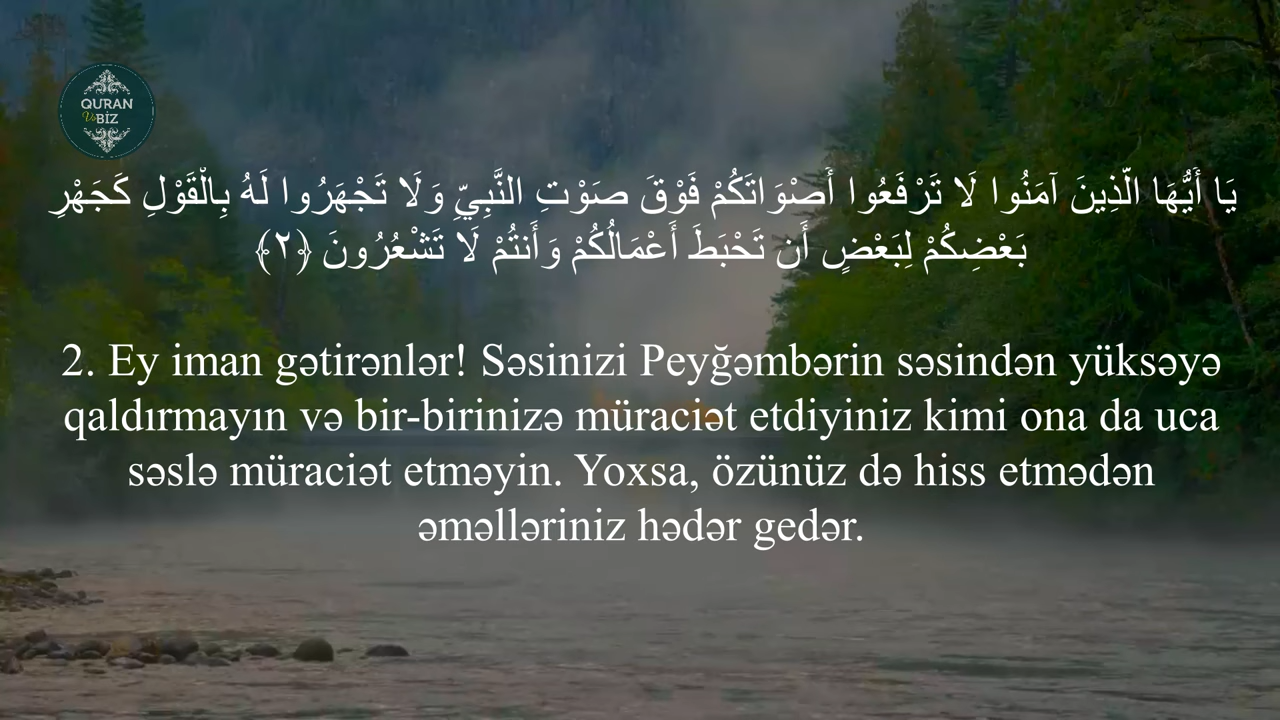 QURAN
Və BİZ
يَا أَيُّهَا الَّذِينَ آمَنُوا لَا تَرْفَعُوا أَصْوَاتَكُمْ فَوْقَ صَوْتِ النَّبِيِّ وَلَا تَجْهَرُوا لَهُ بِالْقَوْلِ كَجَهْرِ
بَعْضِكُمْ لِبَعْضٍ أَن تَحْبَطَ أَعْمَالُكُمْ وَأَنتُمْ لَا تَشْعُرُونَ ﴿٢﴾
2. Ey iman gətirənlər! Səsinizi Peyğəmbərin səsindən yüksəyə
qaldırmayın və bir-birinizə müraciət etdiyiniz kimi ona da uca
səslə müraciət etməyin. Yoxsa, özünüz də hiss etmədən
əməlləriniz hədər gedər.